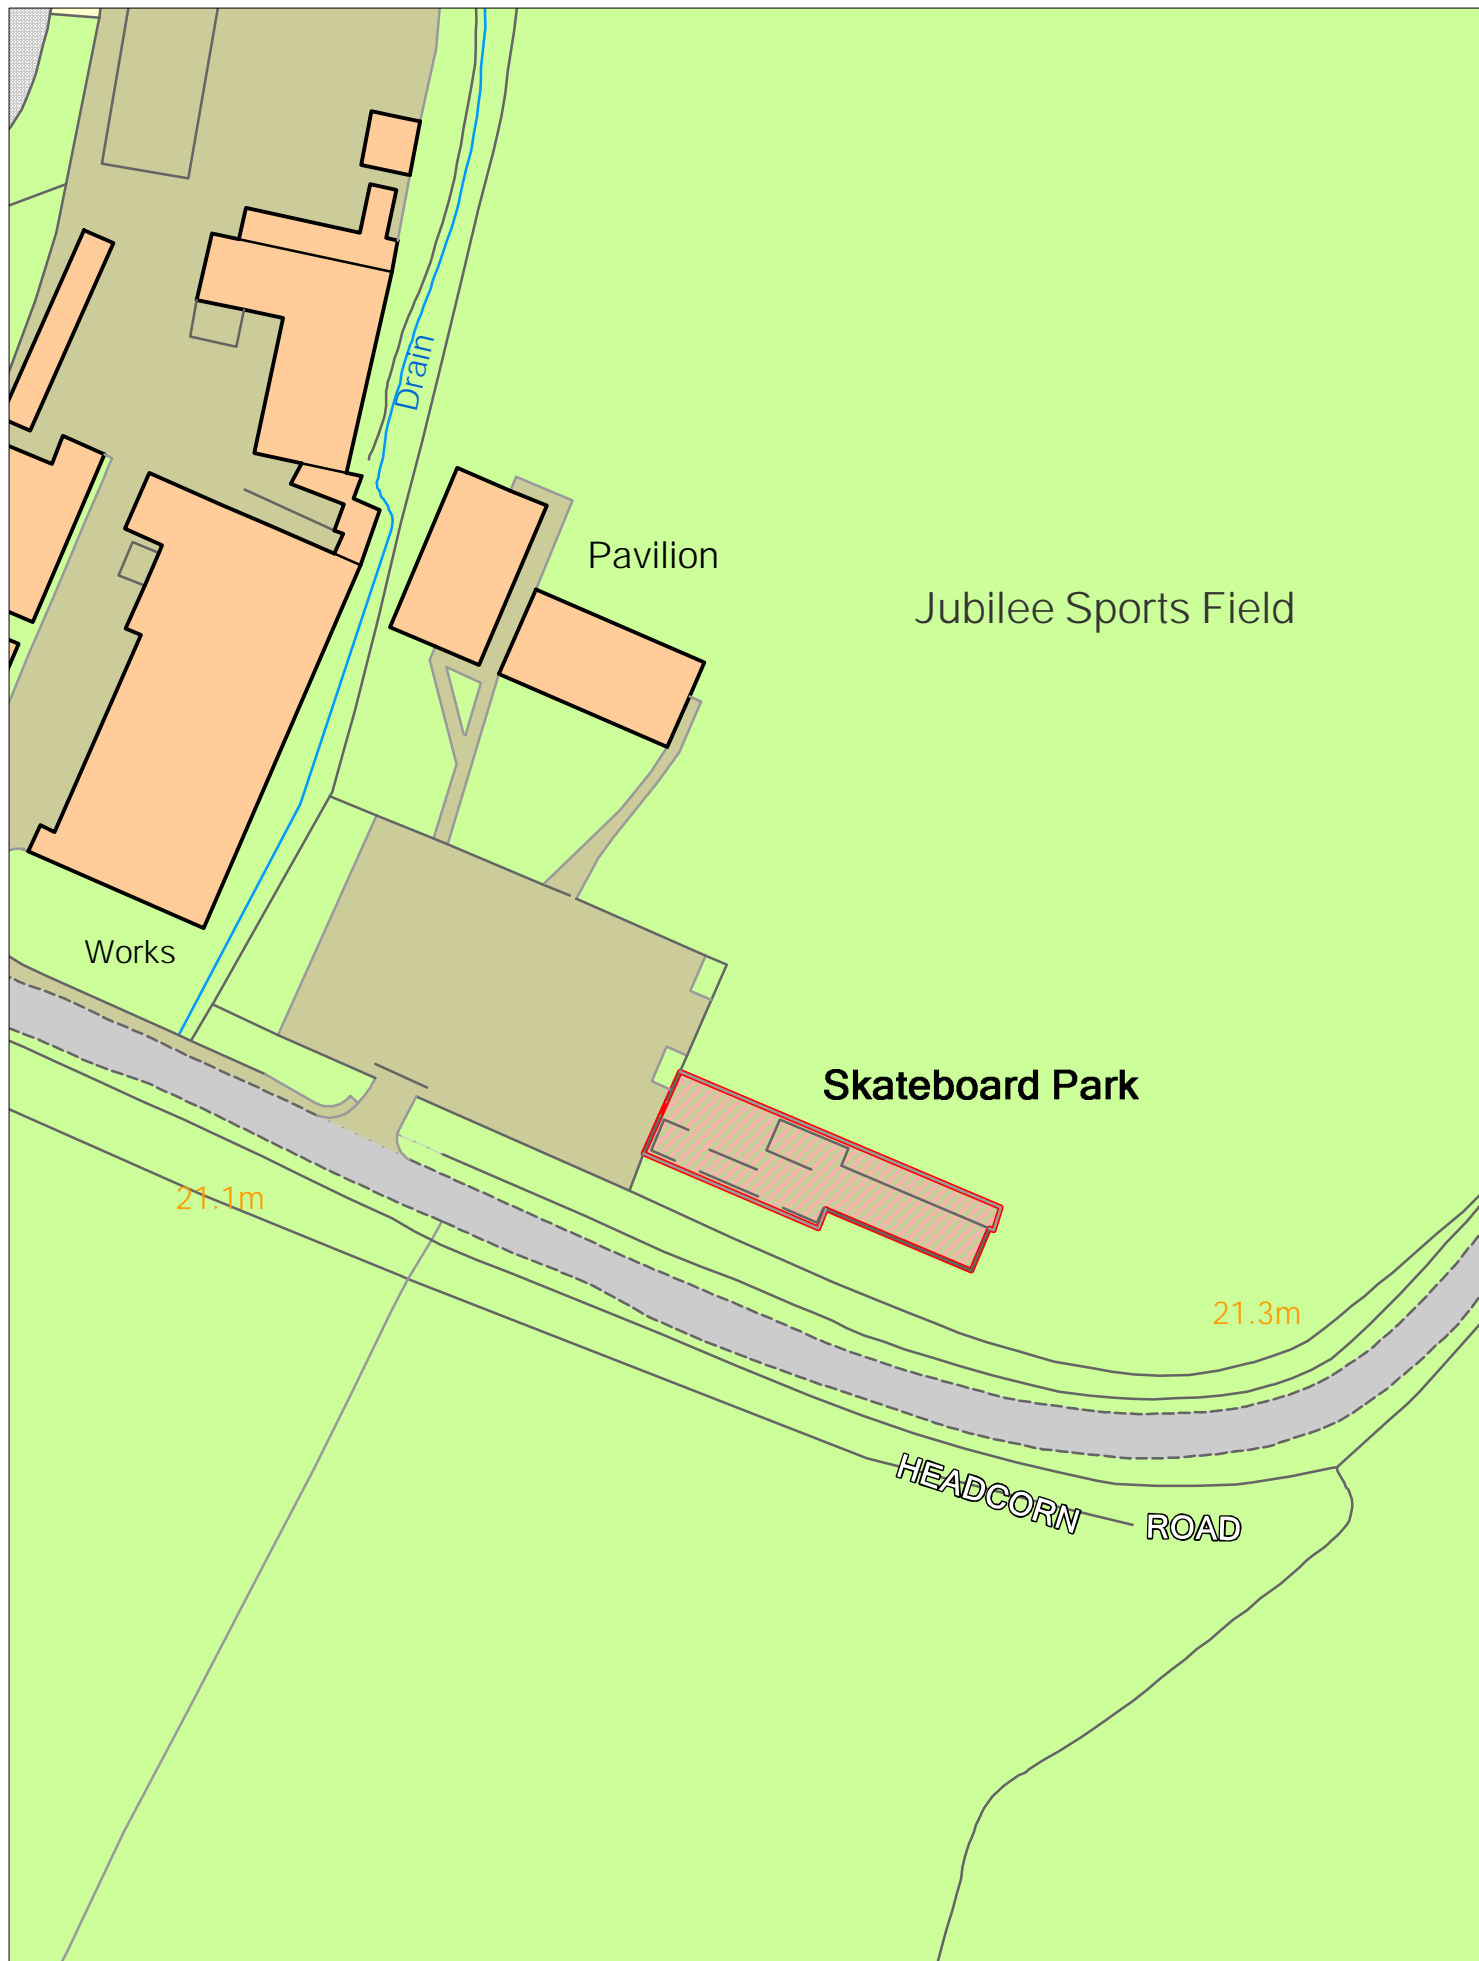 Drain
Pavilion
Jubilee Sports Field
Works
Skateboard Park
21.1m
21.3m
HEADCORN ROAD